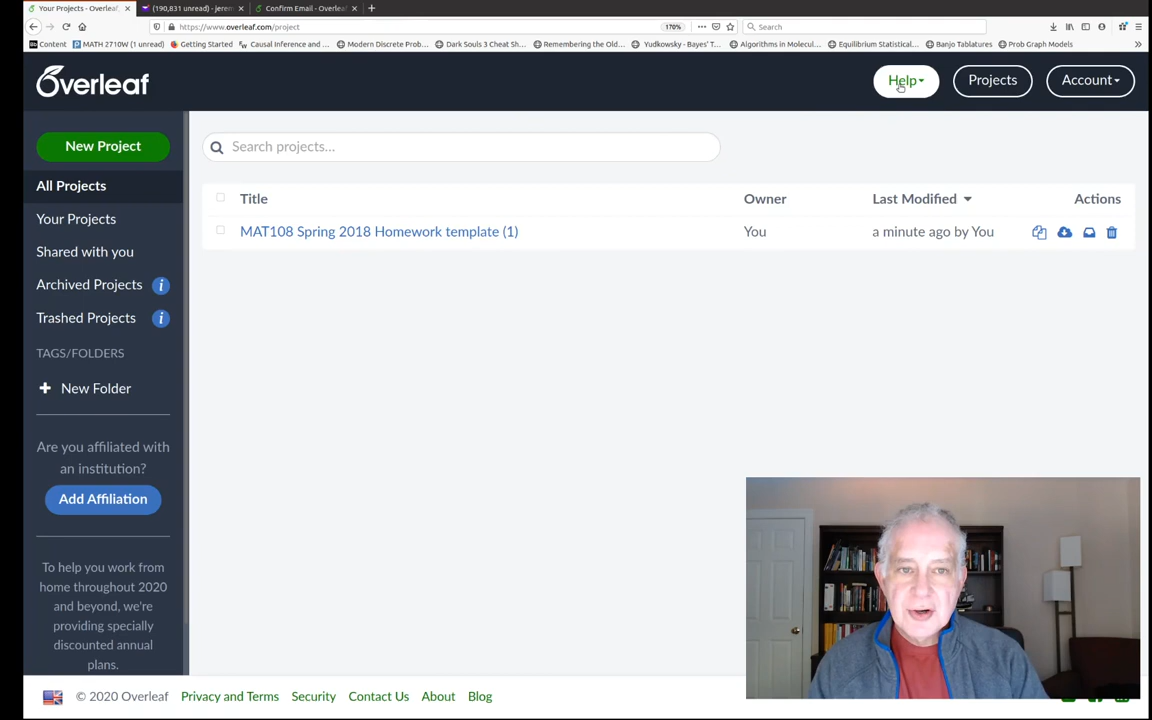 Your Projects - Overleaf,
(190,831 unread) - jerem
Confirm Email - Overleaf
https://www.overleaf.com/project
170%
Search
Content
MATH 2710W (1 unread)
Getting Started
Causal Inference and ...
Modern Discrete Prob...
Dark Souls 3 Cheat Sh...
Remembering the Old...
Yudkowsky - Bayes' T...
Algorithms in Molecul...
Equilibrium Statistical...
Banjo Tablatures
Prob Graph Models
Overleaf
Help
Projects
Account
New Project
Search projects...
All Projects
Title
Owner
Last Modified
Actions
Your Projects
MAT108 Spring 2018 Homework template (1)
You
a minute ago by You
Shared with you
Archived Projects
Trashed Projects
TAGS/FOLDERS
New Folder
Are you affiliated with
an institution?
Add Affiliation
To help you work from
home throughout 2020
and beyond, we're
providing specially
discounted annual
plans.
© 2020 Overleaf
Privacy and Terms
Security
Contact Us
About
Blog